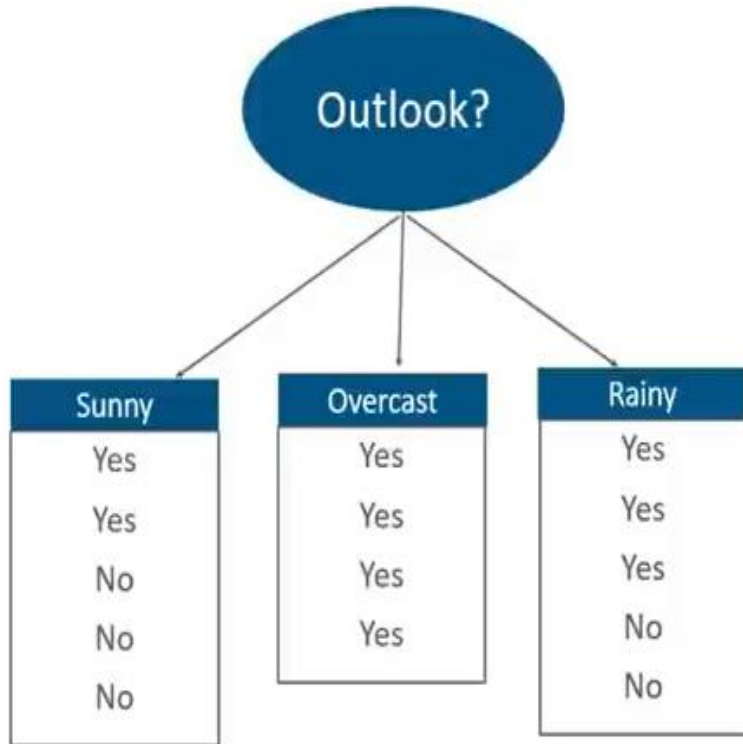 Outlook?
Sunny
Yes
Yes
No
No
No
Overcast
Yes
Yes
Yes
Yes
Rainy
Yes
Yes
Yes
No
No